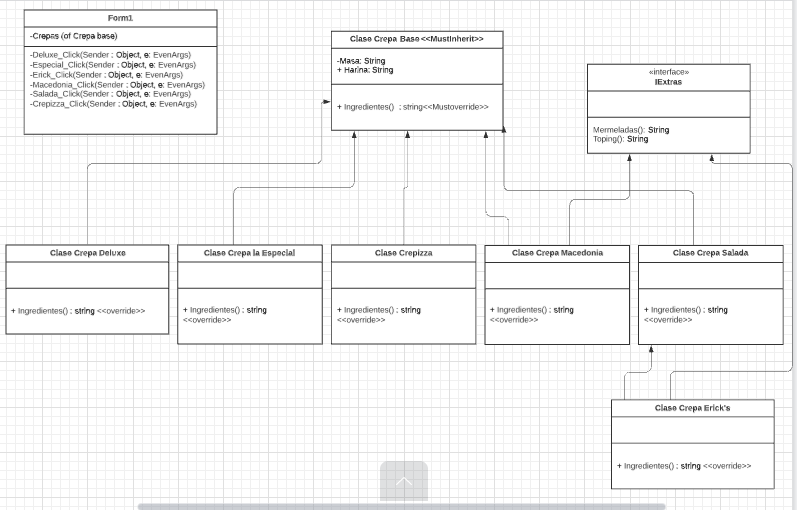 Form1
-Crepas (of Crepa base)
-Deluxe_Click(Sender : Object, e: EvenArgs)
-Especial_Click(Sender : Object, e: EvenArgs)
-Erick_Click(Sender : Object, e: EvenArgs)
-Macedonia_Click(Sender : Object, e: EvenArgs)
-Salada_Click(Sender : Object, e: EvenArgs)
-Crepizza_Click(Sender : Object, e: EvenArgs)
Clase Crepa Base<<MustInherit>>
-Masa: String
+ Harina: String
+ Ingredientes() : string<<Mustoverride>>
«interface»
IExtras
Mermeladas(): String
Toping(): String
Clase Crepa Deluxe
+ Ingredientes() : string <<override>>
Clase Crepa la Especial
+ Ingredientes() : string
<<override>>
Clase Crepizza
+ Ingredientes() : string
<<override>>
Clase Crepa Macedonia
+ Ingredientes() : string
<<override>>
Clase Crepa Salada
+ Ingredientes() : string
<<override>>
Clase Crepa Erick's
+ Ingredientes() : string <<override>>